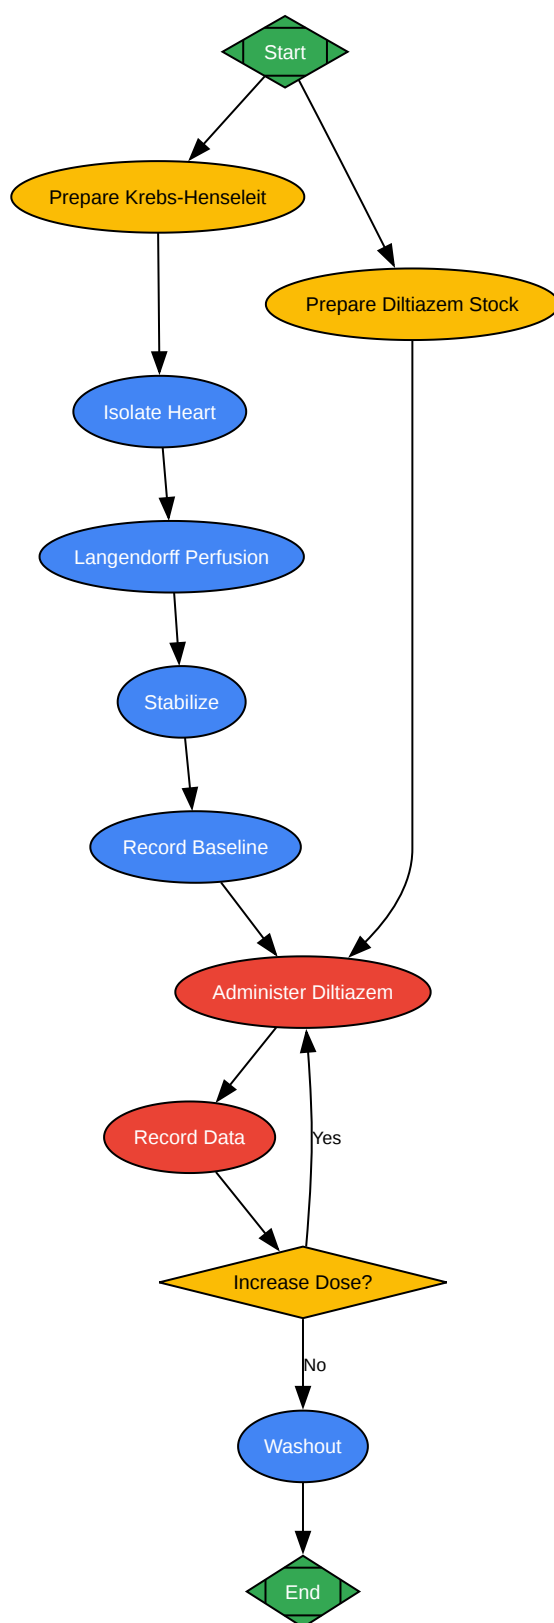 Start
Prepare Krebs-Henseleit
Prepare Diltiazem Stock
Isolate Heart
Langendorff Perfusion
Stabilize
Record Baseline
Administer Diltiazem
Record Data
Yes
Increase Dose?
No
Washout
End